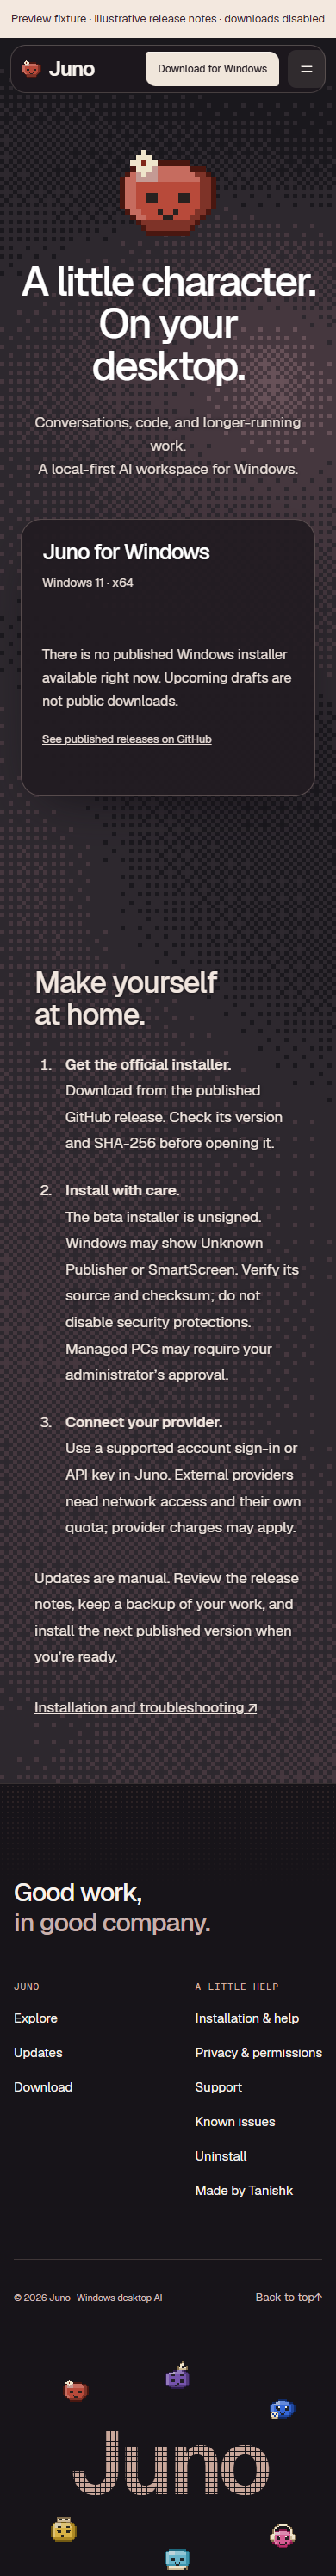 Preview fixture · illustrative release notes · downloads disabled
Juno
Download for Windows
A little character.
On your
desktop.
Conversations, code, and longer-running
work.
A local-first AI workspace for Windows.
Juno for Windows
Windows 11 · x64
There is no published Windows installer
available right now. Upcoming drafts are
not public downloads.
See published releases on GitHub
Make yourself
at home.
1. Get the official installer.
Download from the published
GitHub release. Check its version
and SHA-256 before opening it.
2. Install with care.
The beta installer is unsigned.
Windows may show Unknown
Publisher or SmartScreen. Verify its
source and checksum; do not
disable security protections.
Managed PCs may require your
administrator’s approval.
3. Connect your provider.
Use a supported account sign-in or
API key in Juno. External providers
need network access and their own
quota; provider charges may apply.
Updates are manual. Review the release
notes, keep a backup of your work, and
install the next published version when
you’re ready.
Installation and troubleshooting ↗
Good work,
in good company.
JUNO
Explore
Updates
Download
A LITTLE HELP
Installation & help
Privacy & permissions
Support
Known issues
Uninstall
Made by Tanishk
© 2026 Juno · Windows desktop AI
Back to top↑
Juno